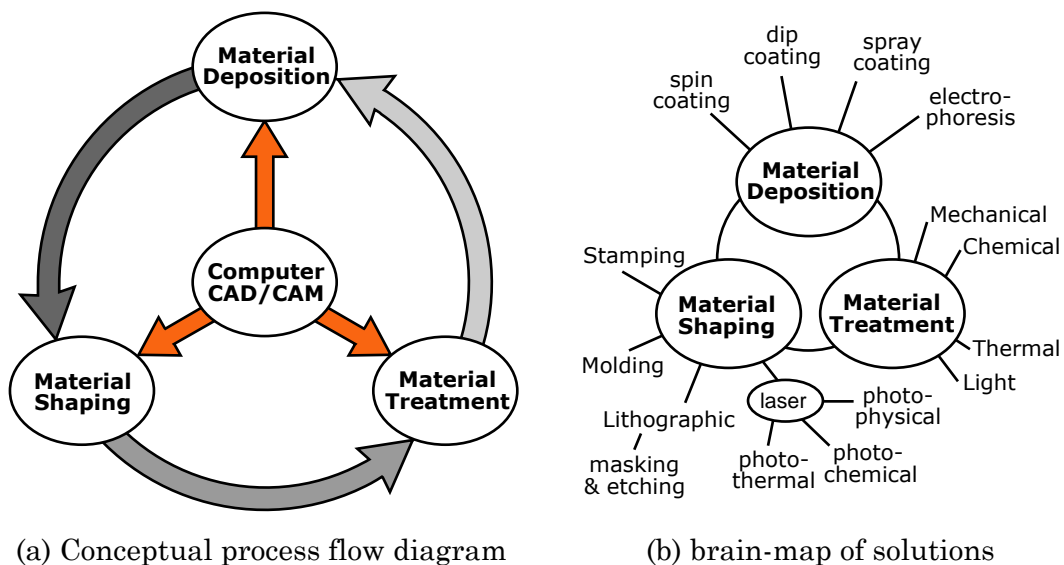 Material
Deposition
Computer
CAD/CAM
Material
Shaping
Material
Treatment
(a) Conceptual process flow diagram
dip
coating
spray
coating
spin
coating
electro-
phoresis
Material
Deposition
Mechanical
Chemical
Stamping
Material
Shaping
Material
Treatment
Thermal
Light
Molding
laser
photo-
physical
Lithographic
masking
& etching
photo-
thermal
photo-
chemical
(b) brain-map of solutions